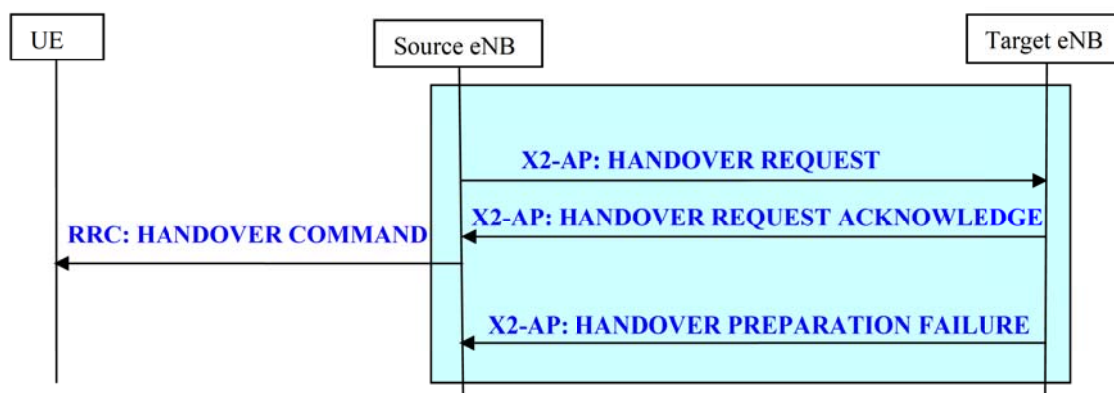 UE
Source eNB
Target eNB
X2-AP: HANDOVER REQUEST
X2-AP: HANDOVER REQUEST ACKNOWLEDGE
RRC: HANDOVER COMMAND
X2-AP: HANDOVER PREPARATION FAILURE